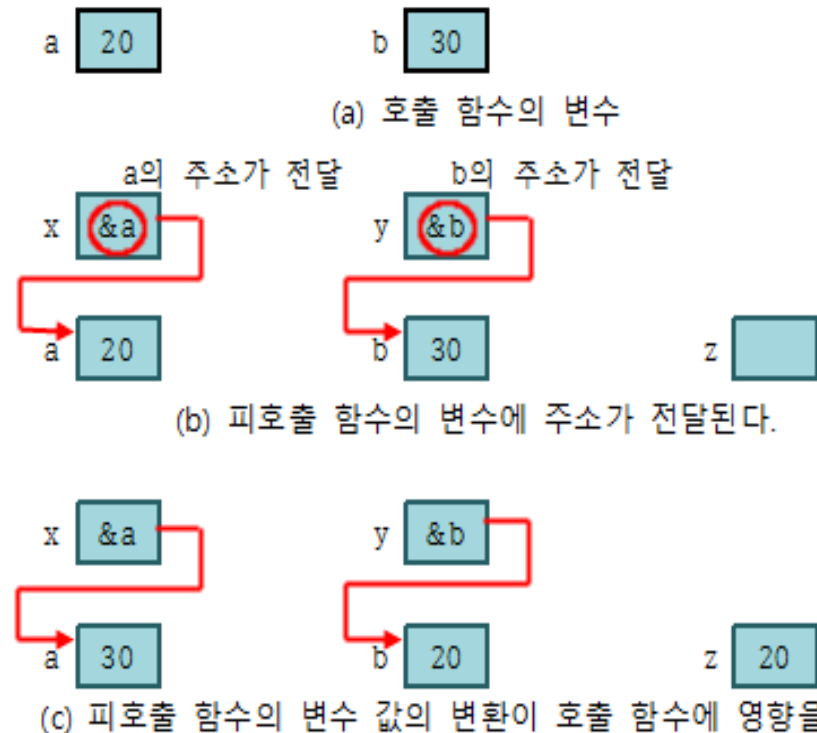 a 20 b 30
(a) 호출 함수의 변수
a의 주소가 전달 b의 주소가 전달
x &a y &b
a 20 b 30 z
(b) 피호출 함수의 변수에 주소가 전달된다.
x &a y &b
a 30 b 20 z 20
(c) 피호출 함수의 변수 값의 변환이 호출 함수에 영향을